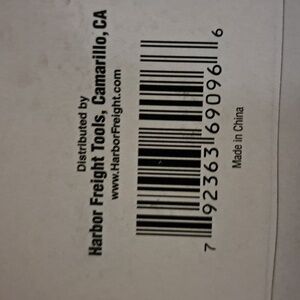 Distributed by
Harbor Freight Tools, Camarillo, CA
www.HarborFreight.com
7 92363 69096 6
Made in China